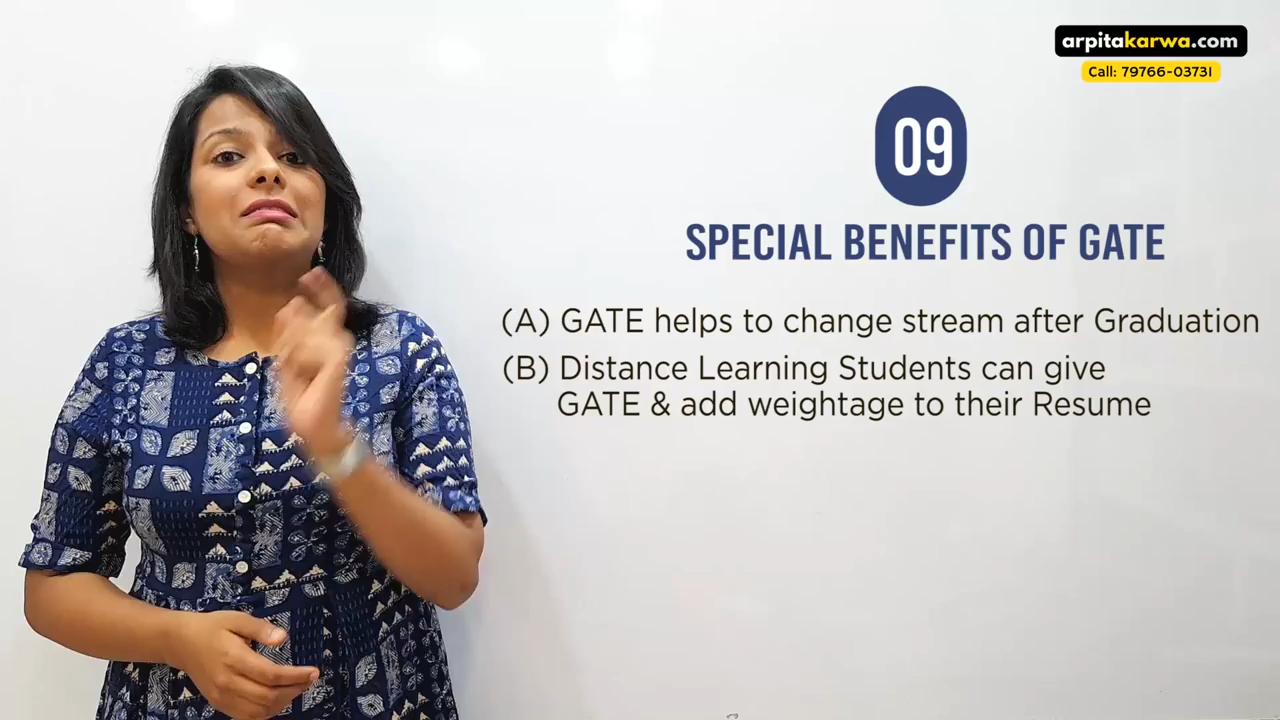 arpitakarwa.com
Call: 79766-03731
09
SPECIAL BENEFITS OF GATE
(A) GATE helps to change stream after Graduation
(B) Distance Learning Students can give
GATE & add weightage to their Resume